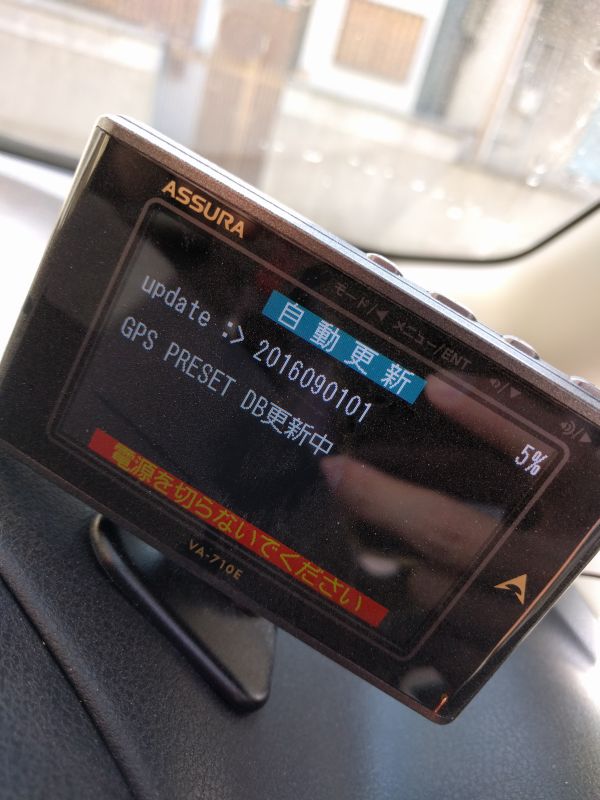 ASSURA
モード/◀ メニュー/ENT
自動更新
update :> 2016090101
GPS PRESET DB更新中
5%
電源を切らないでください
VA-710E